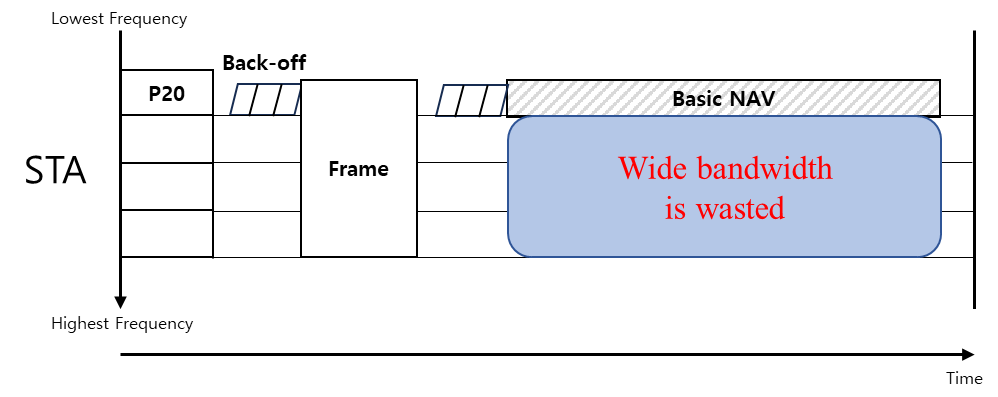 Lowest Frequency
Back-off
P20
Basic NAV
STA
Frame
Wide bandwidth
is wasted
Highest Frequency
Time